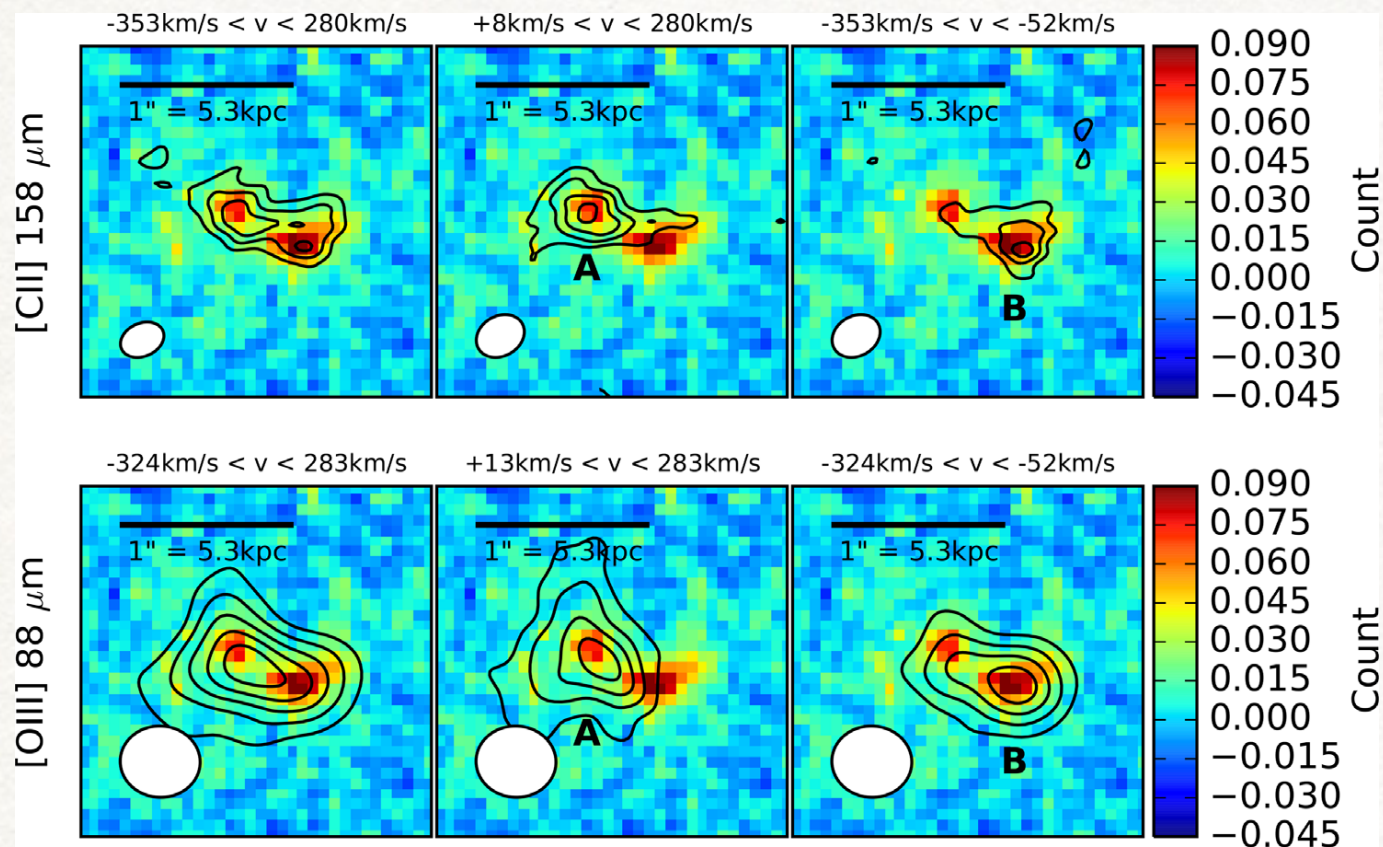 -353km/s < v < 280km/s
+8km/s < v < 280km/s
-353km/s < v < -52km/s
[CII] 158 μm
1" = 5.3kpc
1" = 5.3kpc
1" = 5.3kpc
A
B
0.090
0.075
0.060
0.045
0.030
0.015
0.000
−0.015
−0.030
−0.045
Count
-324km/s < v < 283km/s
+13km/s < v < 283km/s
-324km/s < v < -52km/s
[OIII] 88 μm
1" = 5.3kpc
1" = 5.3kpc
1" = 5.3kpc
A
B
0.090
0.075
0.060
0.045
0.030
0.015
0.000
−0.015
−0.030
−0.045
Count